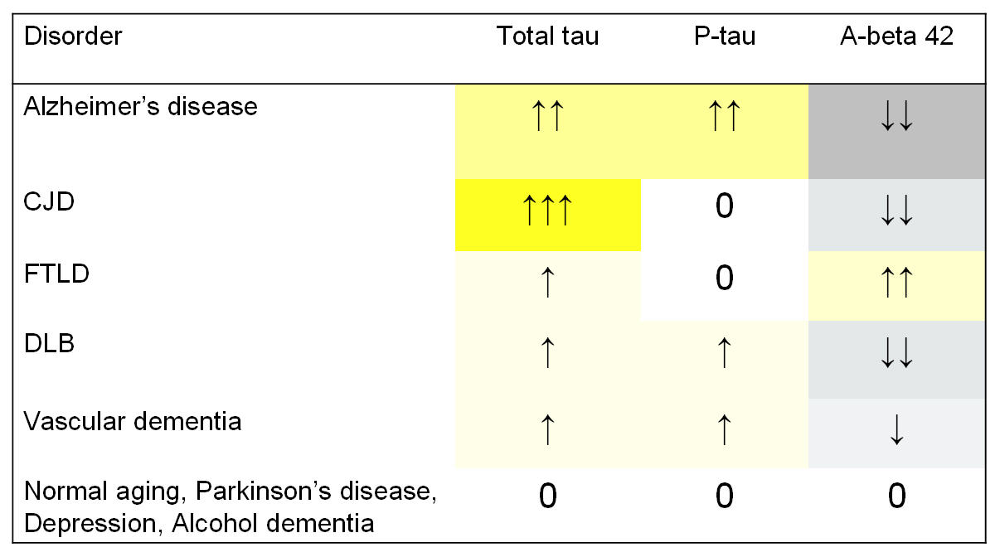 Disorder Total tau P-tau A-beta 42
Alzheimer’s disease ↑↑ ↑↑ ↓↓
CJD ↑↑↑ 0 ↓↓
FTLD ↑ 0 ↑↑
DLB ↑ ↑ ↓↓
Vascular dementia ↑ ↑ ↓
Normal aging, Parkinson’s disease, 0 0 0
Depression, Alcohol dementia